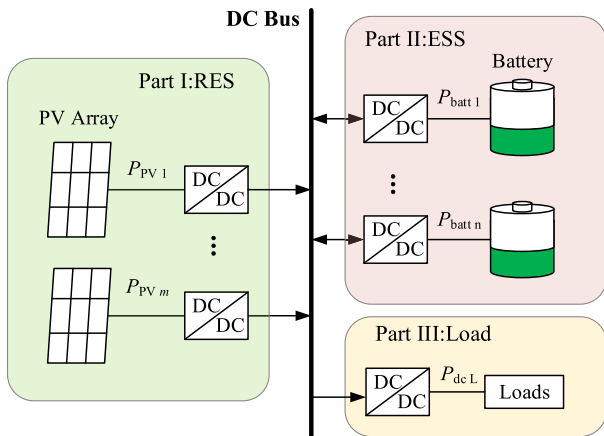 DC Bus
Part I:RES
PV Array
P_PV 1
DC
DC
⋮
P_PV m
DC
DC
Part II:ESS
Battery
DC
DC
P_batt 1
⋮
DC
DC
P_batt n
Part III:Load
DC
DC
P_dc L
Loads